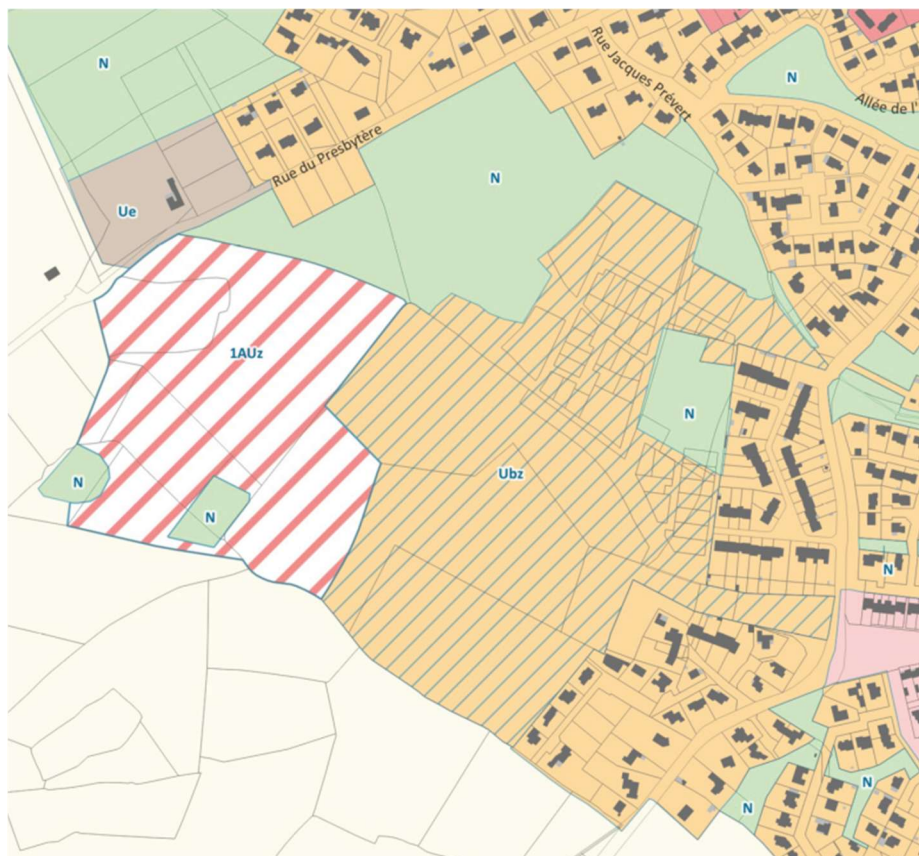 N
Rue Jacques Prévert
N
Allée de l'
Rue du Presbytère
N
Ue
1AUz
N
Ubz
N
N
N
N
N